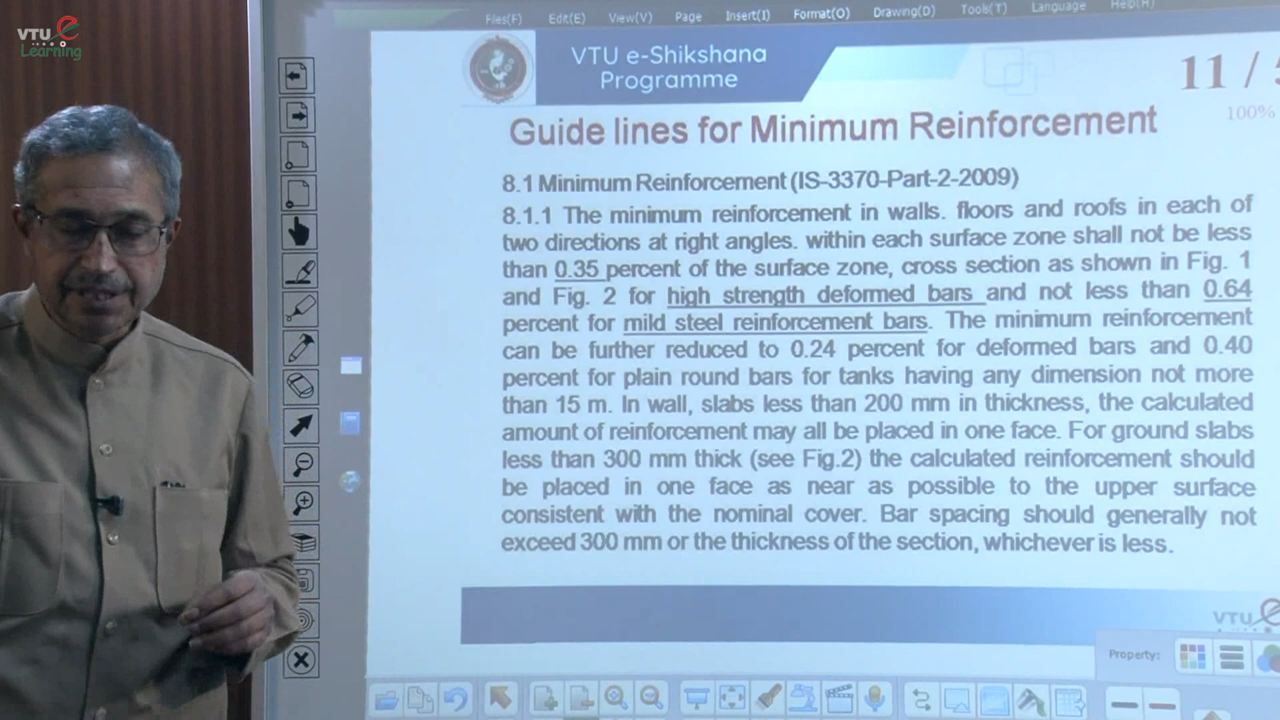 VTU e
Learning
Files(F) Edit(E) View(V) Page Insert(I) Format(O) Drawing(D) Tools(T) Language Help(H)
VTU e-Shikshana
Programme
11 / 5
100%
Guide lines for Minimum Reinforcement
8.1 Minimum Reinforcement (IS-3370-Part-2-2009)
8.1.1 The minimum reinforcement in walls. floors and roofs in each of
two directions at right angles. within each surface zone shall not be less
than 0.35 percent of the surface zone, cross section as shown in Fig. 1
and Fig. 2 for high strength deformed bars and not less than 0.64
percent for mild steel reinforcement bars. The minimum reinforcement
can be further reduced to 0.24 percent for deformed bars and 0.40
percent for plain round bars for tanks having any dimension not more
than 15 m. In wall, slabs less than 200 mm in thickness, the calculated
amount of reinforcement may all be placed in one face. For ground slabs
less than 300 mm thick (see Fig.2) the calculated reinforcement should
be placed in one face as near as possible to the upper surface
consistent with the nominal cover. Bar spacing should generally not
exceed 300 mm or the thickness of the section, whichever is less.
VTU e
Property: